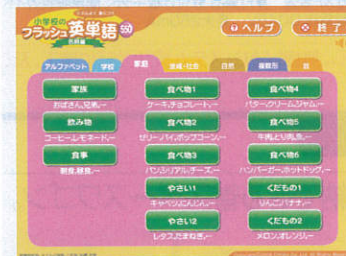 小学校の
フラッシュ英単語 550
名詞編
ヘルプ 終了
アルファベット 学校 家庭 地域・社会 自然 複数形
家族
おばさん,兄弟,…
飲み物
コーヒー,レモネード,…
食事
朝食,昼食,…
食べ物1
ケーキ,チョコレート,…
食べ物2
ゼリー,パイ,ポップコーン,…
食べ物3
パン,シリアル,チーズ,…
やさい1
キャベツ,にんじん,…
やさい2
レタス,たまねぎ,…
食べ物4
バター,クリーム,ジャム,…
食べ物5
牛肉,とり肉,魚,…
食べ物6
ハンバーガー,ホットドッグ,…
くだもの1
りんご,バナナ,…
くだもの2
メロン,オレンジ,…